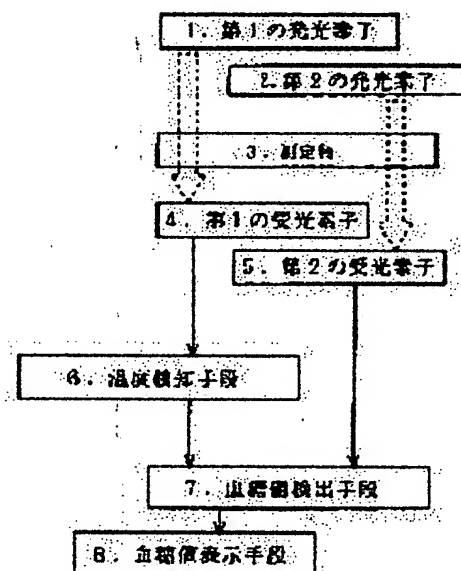 1. 第1の発光素子
2. 第2の発光素子
3. 測定台
4. 第1の受光素子
5. 第2の受光素子
6. 温度検知手段
7. 血糖値検出手段
8. 血糖値表示手段